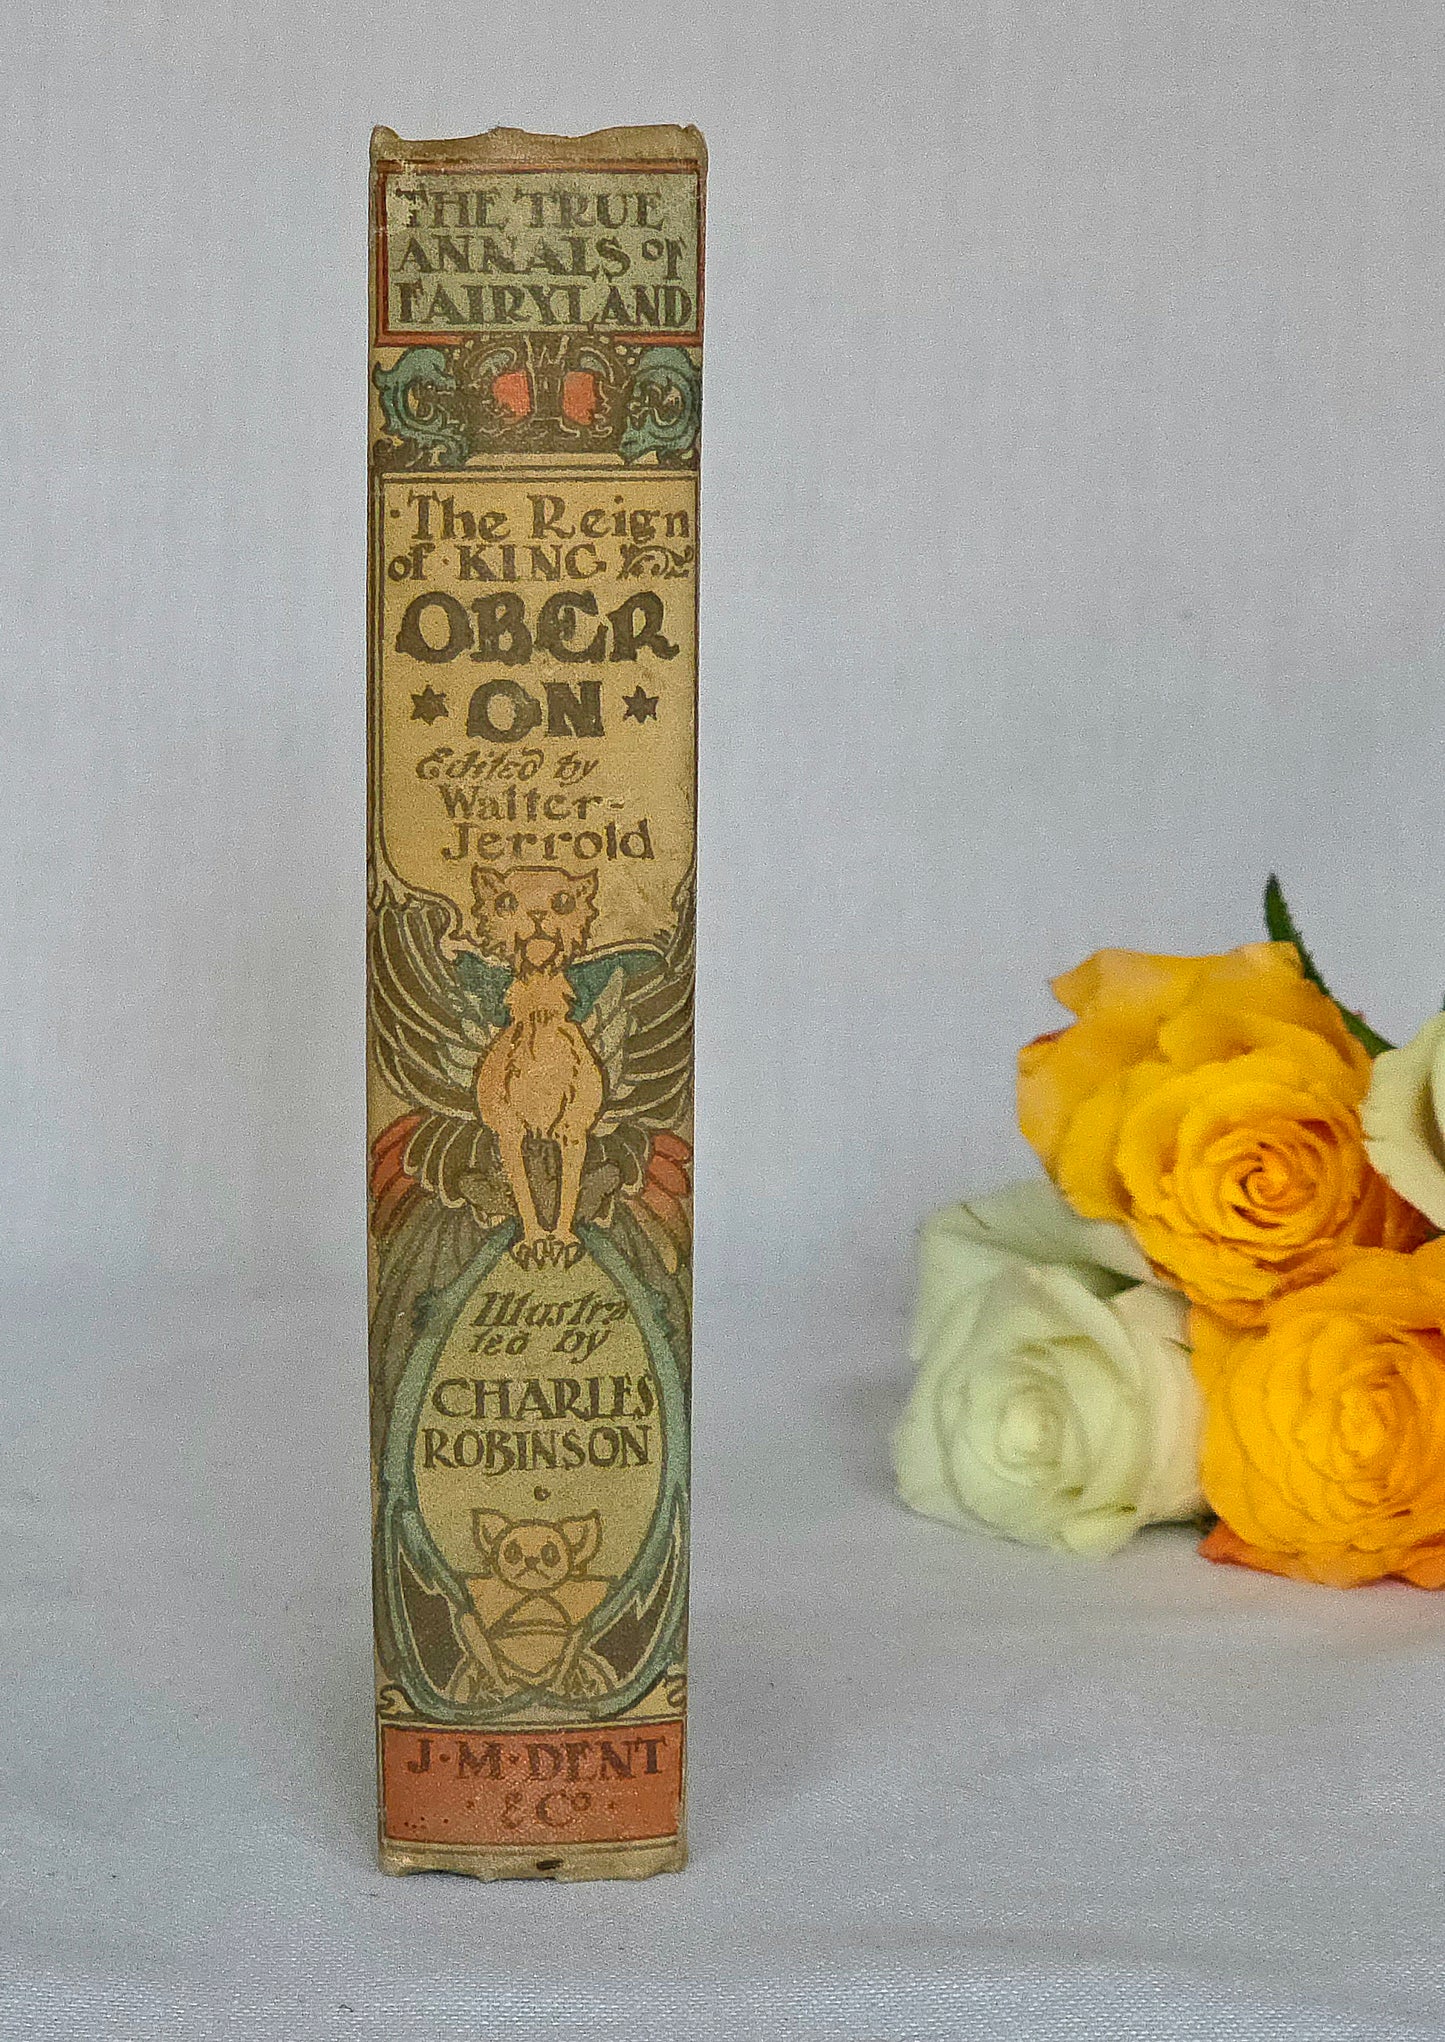 THE TRUE
ANNALS of
FAIRYLAND
The Reign
of KING
OBER
ON
Edited by
Walter-
Jerrold
Illustra
ted by
CHARLES
ROBINSON
J·M·DENT
& Co